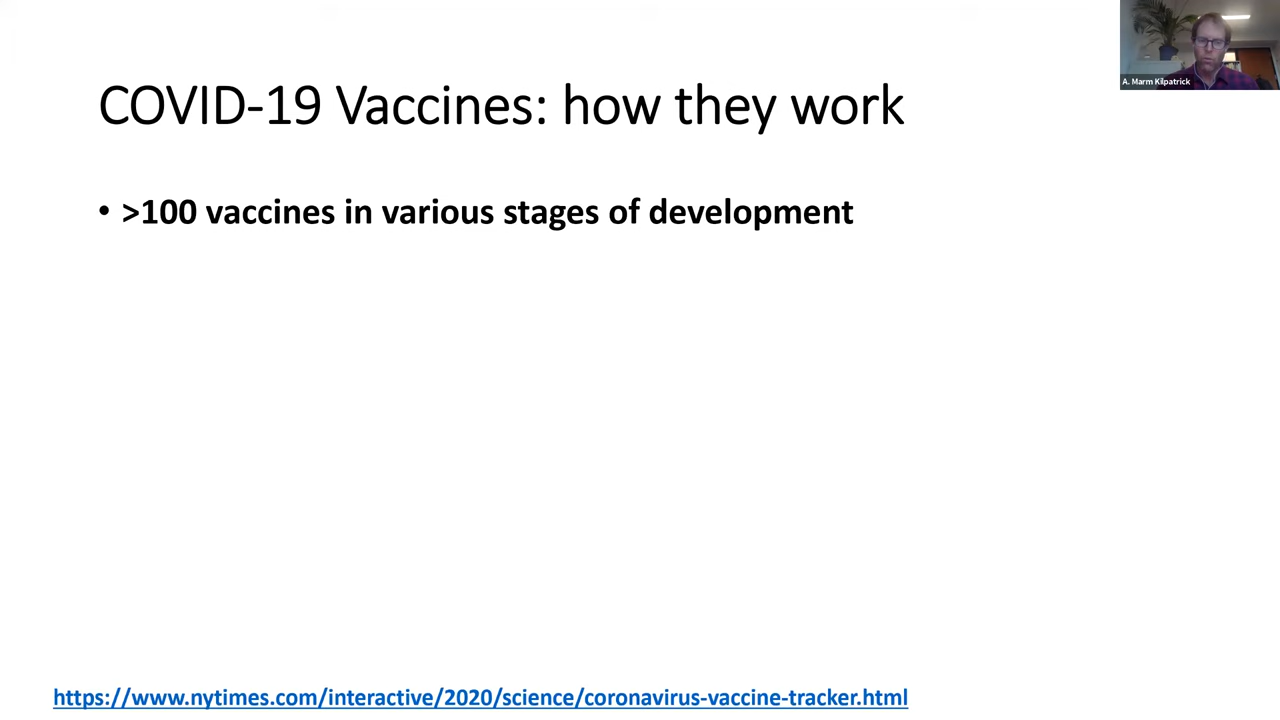 A. Marm Kilpatrick
COVID-19 Vaccines: how they work
• >100 vaccines in various stages of development
https://www.nytimes.com/interactive/2020/science/coronavirus-vaccine-tracker.html